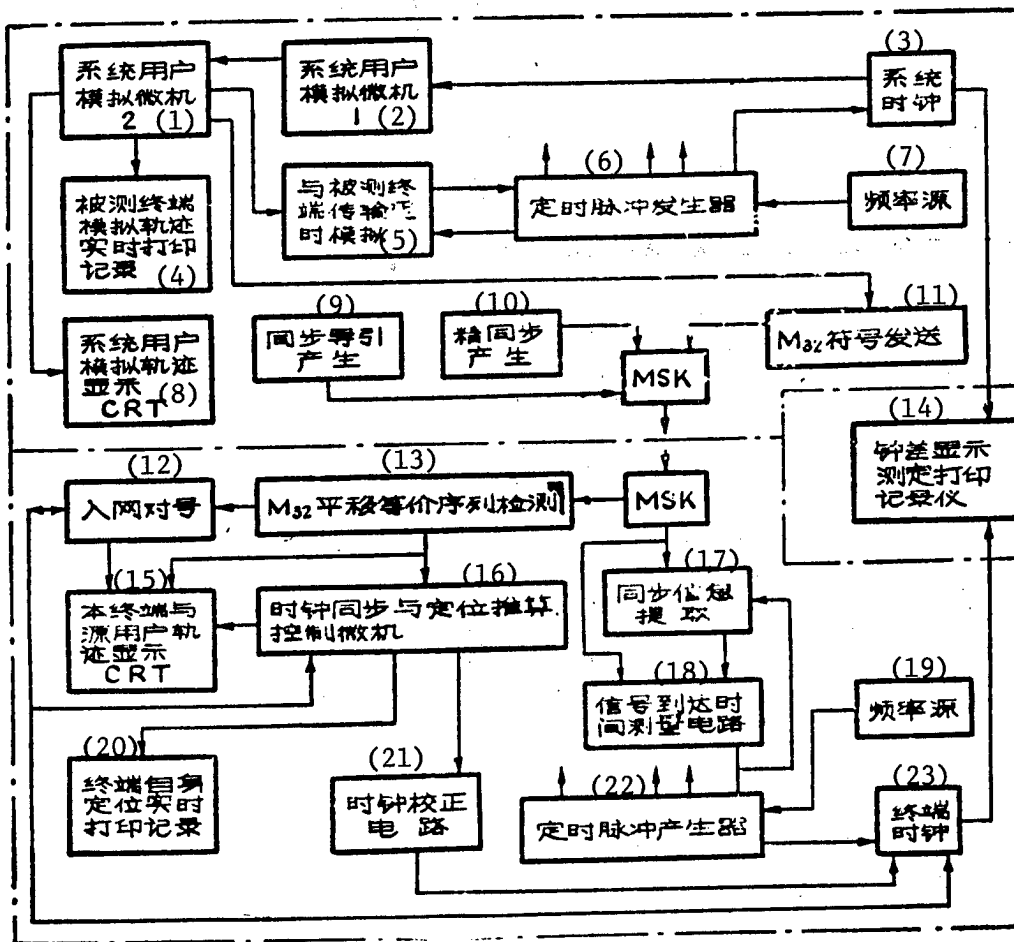 系统用户
模拟微机
2 (1)
系统用户
模拟微机
1 (2)
(3)
系统
时钟
被测终端
模拟轨迹
实时打印
记录 (4)
与被测终
端传输延
时模拟 (5)
(6)
定时脉冲发生器
(7)
频率源
系统用户
模拟轨迹
显示 (8)
CRT
(9)
同步导引
产生
(10)
精同步
产生
(11)
M32符号发送
MSK
(12)
入网对号
(13)
M32平移等价序列检测
MSK
(14)
钟差显示
测定打印
记录仪
(15)
本终端与
源用户轨
迹显示
CRT
(16)
时钟同步与定位推算
控制微机
(17)
同步信息
提取
(18)
信号到达时
间测量电路
(19)
频率源
(20)
终端自身
定位实时
打印记录
(21)
时钟校正
电路
(22)
定时脉冲产生器
(23)
终端
时钟